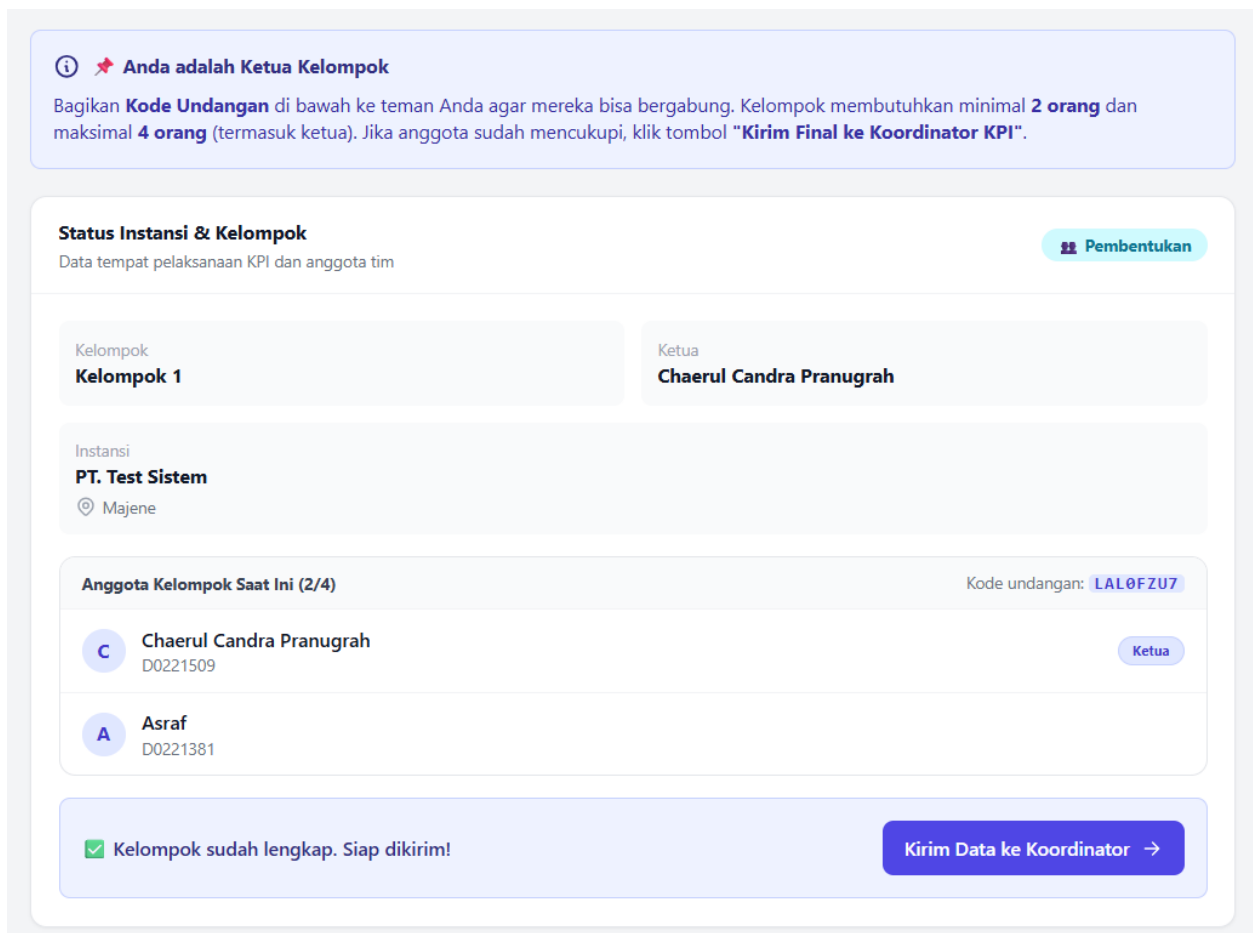 Anda adalah Ketua Kelompok
Bagikan Kode Undangan di bawah ke teman Anda agar mereka bisa bergabung. Kelompok membutuhkan minimal 2 orang dan
maksimal 4 orang (termasuk ketua). Jika anggota sudah mencukupi, klik tombol "Kirim Final ke Koordinator KPI".
Status Instansi & Kelompok
Data tempat pelaksanaan KPI dan anggota tim
Pembentukan
Kelompok
Kelompok 1
Ketua
Chaerul Candra Pranugrah
Instansi
PT. Test Sistem
Majene
Anggota Kelompok Saat Ini (2/4)
Kode undangan: LAL0FZU7
C
Chaerul Candra Pranugrah
D0221509
Ketua
A
Asraf
D0221381
Kelompok sudah lengkap. Siap dikirim!
Kirim Data ke Koordinator →